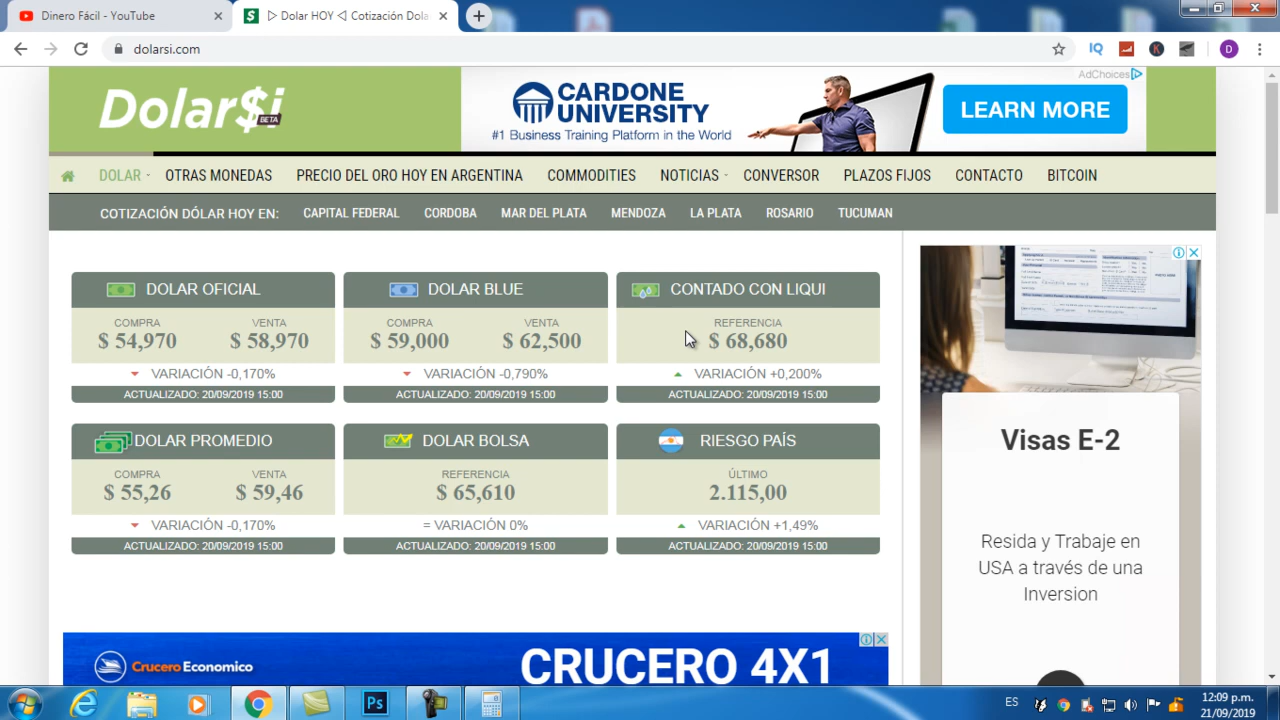 Dinero Fácil - YouTube
▷ Dolar HOY ◁ Cotización Dola
dolarsi.com
IQ
K
D
Dolar$i
BETA
CARDONE
UNIVERSITY
#1 Business Training Platform in the World
AdChoices
LEARN MORE
DOLAR
OTRAS MONEDAS
PRECIO DEL ORO HOY EN ARGENTINA
COMMODITIES
NOTICIAS
CONVERSOR
PLAZOS FIJOS
CONTACTO
BITCOIN
COTIZACIÓN DÓLAR HOY EN:
CAPITAL FEDERAL
CORDOBA
MAR DEL PLATA
MENDOZA
LA PLATA
ROSARIO
TUCUMAN
DOLAR OFICIAL
COMPRA VENTA
$ 54,970 $ 58,970
VARIACIÓN -0,170%
ACTUALIZADO: 20/09/2019 15:00
DOLAR BLUE
COMPRA VENTA
$ 59,000 $ 62,500
VARIACIÓN -0,790%
ACTUALIZADO: 20/09/2019 15:00
CONTADO CON LIQUI
REFERENCIA
$ 68,680
VARIACIÓN +0,200%
ACTUALIZADO: 20/09/2019 15:00
DOLAR PROMEDIO
COMPRA VENTA
$ 55,26 $ 59,46
VARIACIÓN -0,170%
ACTUALIZADO: 20/09/2019 15:00
DOLAR BOLSA
REFERENCIA
$ 65,610
= VARIACIÓN 0%
ACTUALIZADO: 20/09/2019 15:00
RIESGO PAÍS
ÚLTIMO
2.115,00
VARIACIÓN +1,49%
ACTUALIZADO: 20/09/2019 15:00
Visas E-2
Resida y Trabaje en
USA a través de una
Inversion
CruceroEconomico
CRUCERO 4X1
Ps
ES
12:09 p.m.
21/09/2019